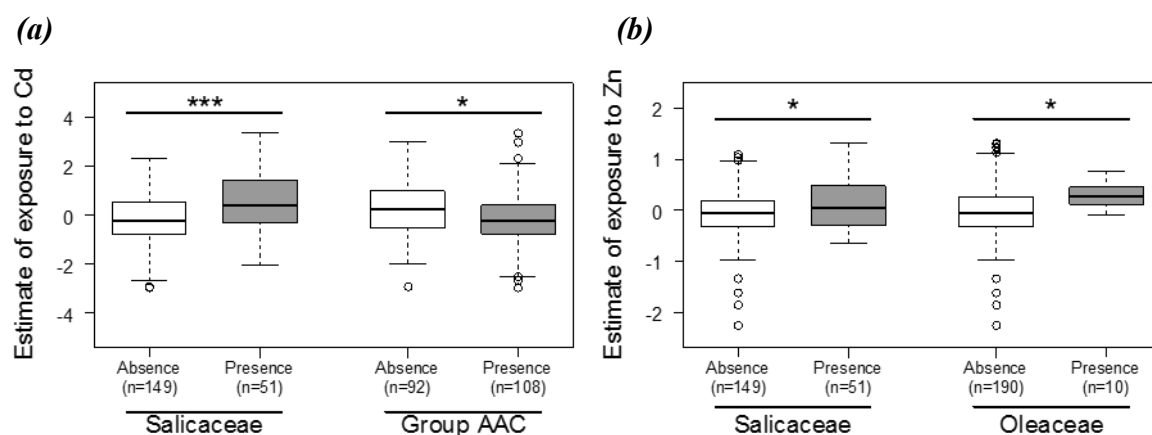 (a)
Estimate of exposure to Cd
4
2
0
-2
-4
***
*
Absence
(n=149)
Presence
(n=51)
Absence
(n=92)
Presence
(n=108)
Salicaceae
Group AAC
(b)
Estimate of exposure to Zn
2
1
0
-1
-2
*
*
Absence
(n=149)
Presence
(n=51)
Absence
(n=190)
Presence
(n=10)
Salicaceae
Oleaceae